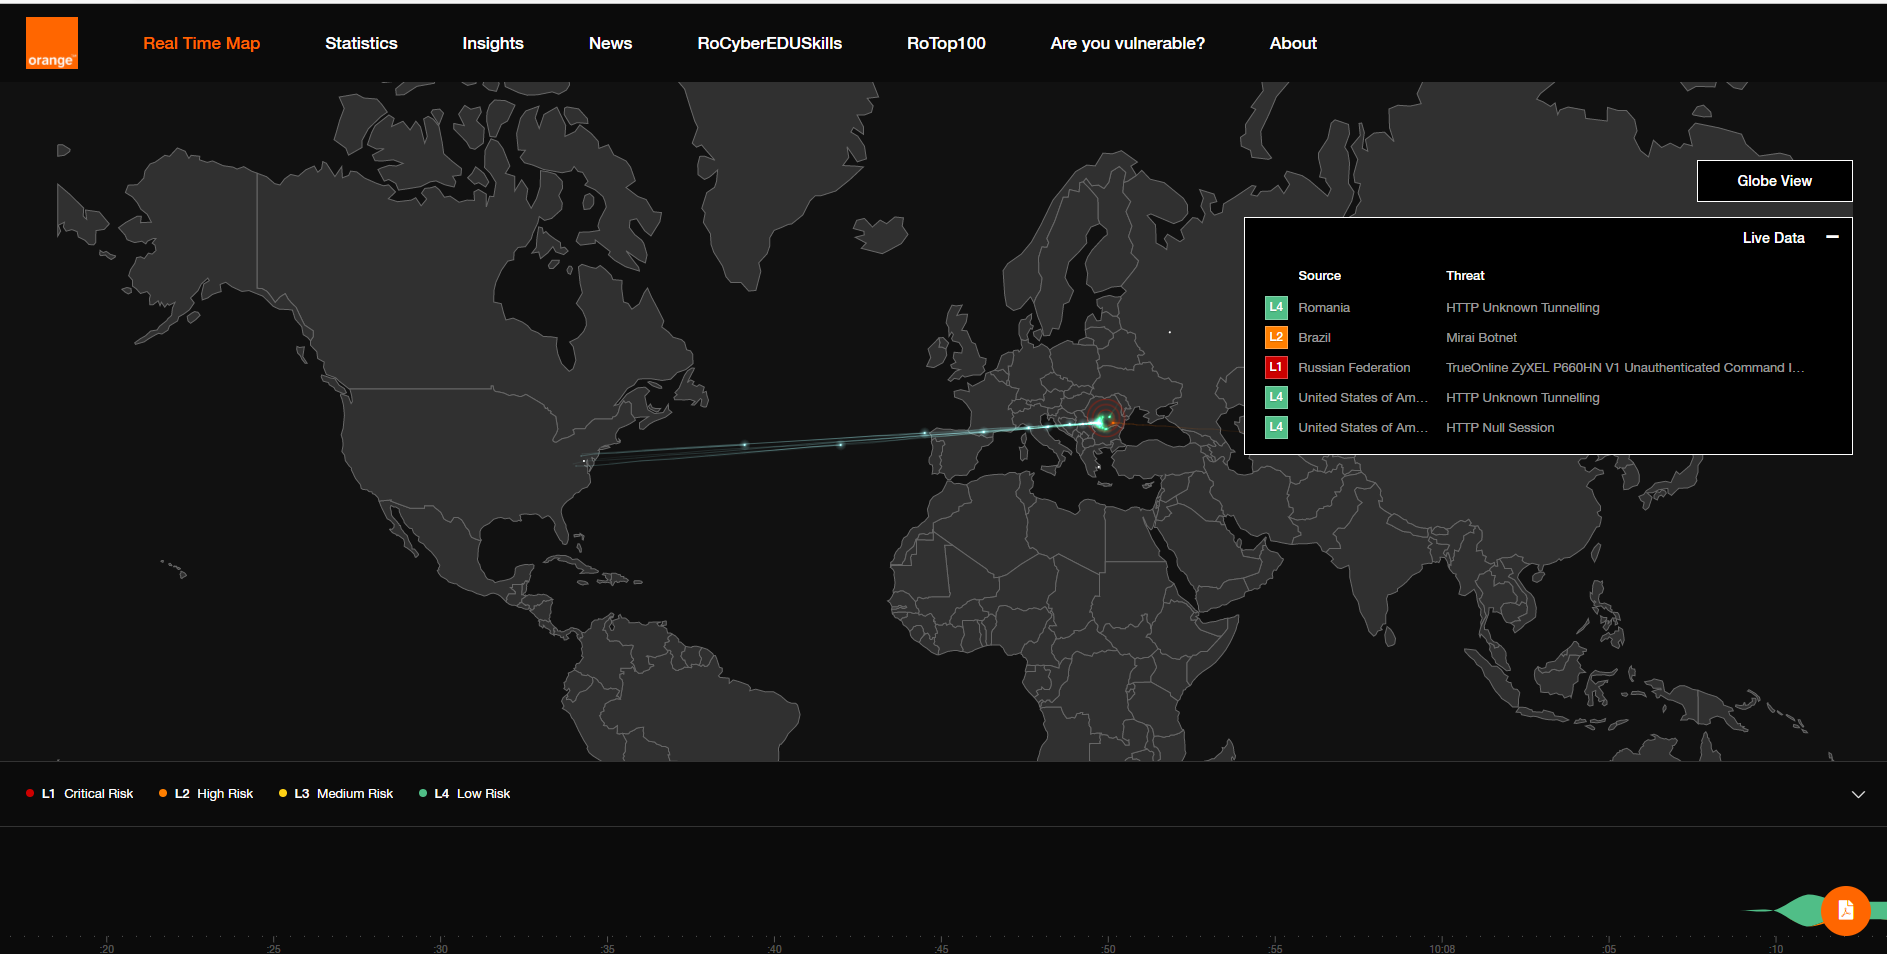 orange™
Real Time Map Statistics Insights News RoCyberEDUSkills RoTop100 Are you vulnerable? About
Globe View
Live Data
Source Threat
L4 Romania HTTP Unknown Tunnelling
L2 Brazil Mirai Botnet
L1 Russian Federation TrueOnline ZyXEL P660HN V1 Unauthenticated Command I...
L4 United States of Am... HTTP Unknown Tunnelling
L4 United States of Am... HTTP Null Session
L1 Critical Risk L2 High Risk L3 Medium Risk L4 Low Risk
:20 :25 :30 :35 :40 :45 :50 :55 10:08 :05 :10